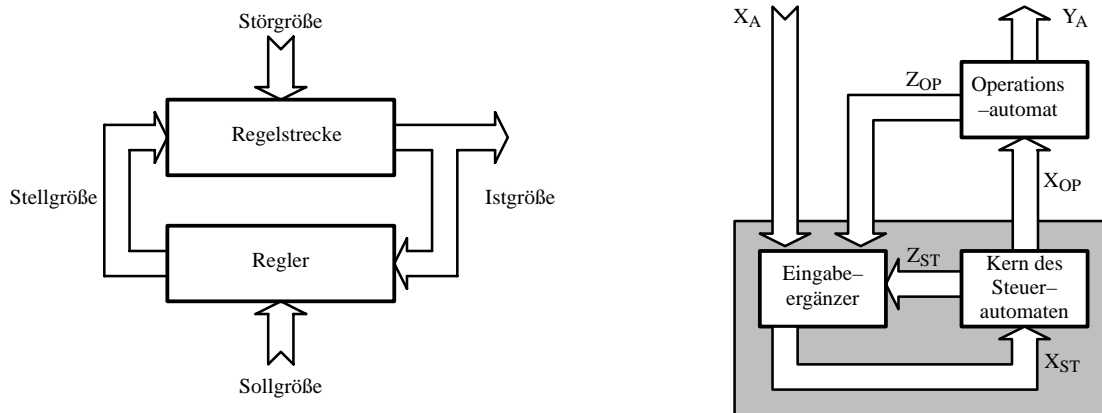 Störgröße
Regelstrecke
Stellgröße
Istgröße
Regler
Sollgröße
X_A
Y_A
Z_OP
Operations
–automat
X_OP
Z_ST
Eingabe–
ergänzer
Kern des
Steuer–
automaten
X_ST